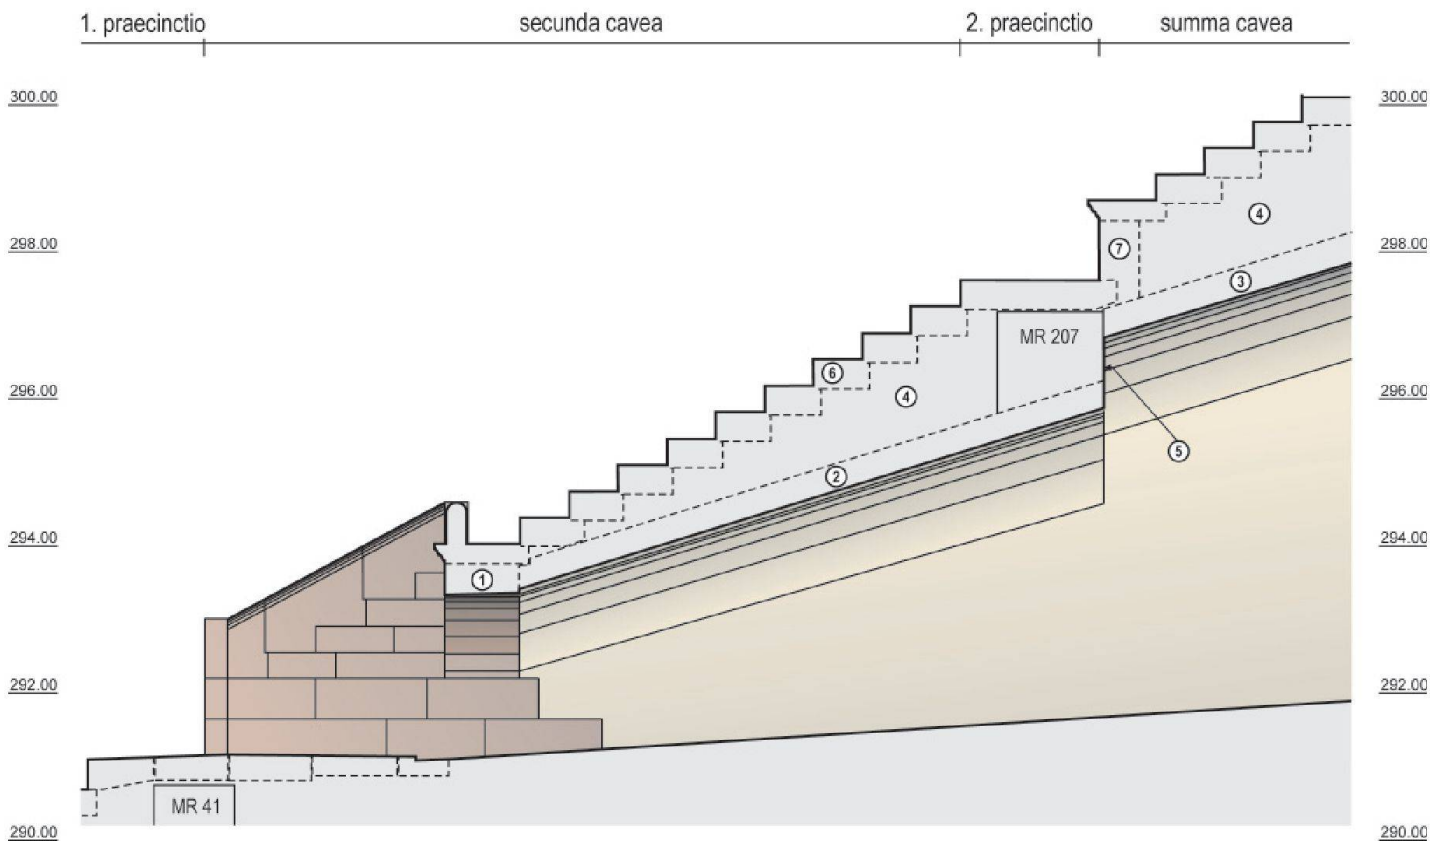 1. praecinctio secunda cavea 2. praecinctio summa cavea
300.00 300.00
4
298.00 7 298.00
3
MR 207
6
296.00 4 296.00
5
2
294.00 294.00
1
292.00 292.00
MR 41
290.00 290.00